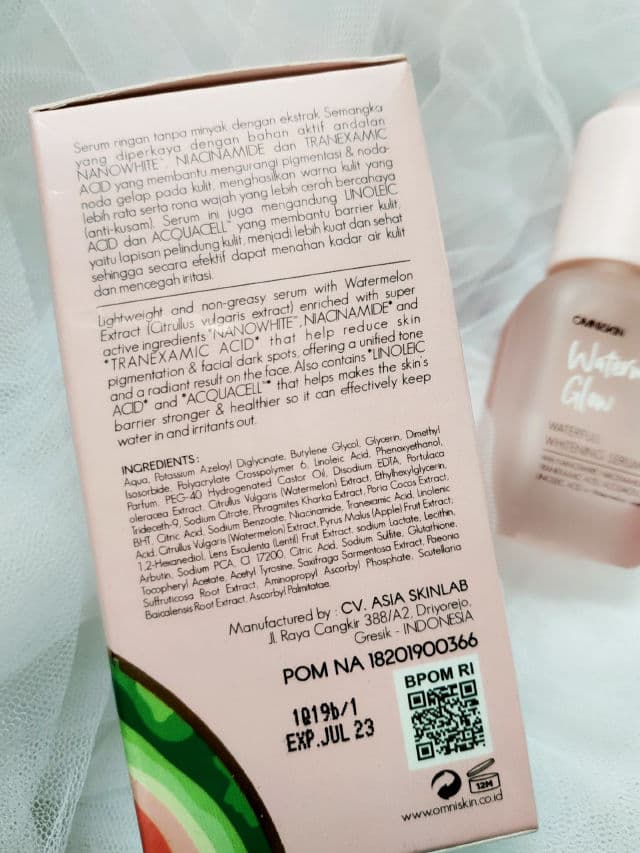 Serum ringan tanpa minyak dengan ekstrak Semangka
yang diperkaya dengan bahan aktif andalan
NANOWHITE™, NIACINAMIDE dan TRANEXAMIC
ACID yang membantu mengurangi pigmentasi & noda-
noda gelap pada kulit, menghasilkan warna kulit yang
lebih rata serta rona wajah yang lebih cerah bercahaya
(anti-kusam). Serum ini juga mengandung LINOLEIC
ACID dan ACQUACELL™ yang membantu barrier kulit,
yaitu lapisan pelindung kulit, menjadi lebih kuat dan sehat
sehingga secara efektif dapat menahan kadar air kulit
dan mencegah iritasi.
Lightweight and non-greasy serum with Watermelon
Extract (Citrullus vulgaris extract) enriched with super
active ingredients *NANOWHITE™, NIACINAMIDE* and
*TRANEXAMIC ACID* that help reduce skin
pigmentation & facial dark spots, offering a unified tone
and a radiant result on the face. Also contains *LINOLEIC
ACID* and *ACQUACELL™* that helps makes the skin's
barrier stronger & healthier so it can effectively keep
water in and irritants out.
INGREDIENTS:
Aqua, Potassium Azeloyl Diglycinate, Butylene Glycol, Glycerin, Dimethyl
Isosorbide, Polyacrylate Crosspolymer 6, Linoleic Acid, Phenoxyethanol,
Parfum, PEG-40 Hydrogenated Castor Oil, Disodium EDTA, Portulaca
oleracea Extract, Citrullus Vulgaris (Watermelon) Extract, Ethylhexylglycerin,
Trideceth-9, Sodium Citrate, Phragmites Kharka Extract, Poria Cocos Extract,
BHT, Citric Acid, Sodium Benzoate, Niacinamide, Tranexamic Acid, Linolenic
Acid, Citrullus Vulgaris (Watermelon) Extract, Pyrus Malus (Apple) Fruit Extract,
1,2-Hexanediol, Lens Esculenta (Lentil) Fruit Extract, sodium Lactate, Lecithin,
Arbutin, Sodium PCA, CI 17200, Citric Acid, Sodium Sulfite, Glutathione,
Tocopheryl Acetate, Acetyl Tyrosine, Saxifraga Sarmentosa Extract, Paeonia
Suffruticosa Root Extract, Aminopropyl Ascorbyl Phosphate, Scutellaria
Baicalensis Root Extract, Ascorbyl Palmitate.
Manufactured by : CV. ASIA SKINLAB
Jl. Raya Cangkir 388/A2, Driyorejo,
Gresik - INDONESIA
POM NA 18201900366
BPOM RI
1Q19b/1
EXP.JUL 23
12M
www.omniskin.co.id
OMNISKIN
Glow
WATERFULL
WHITENING SERUM